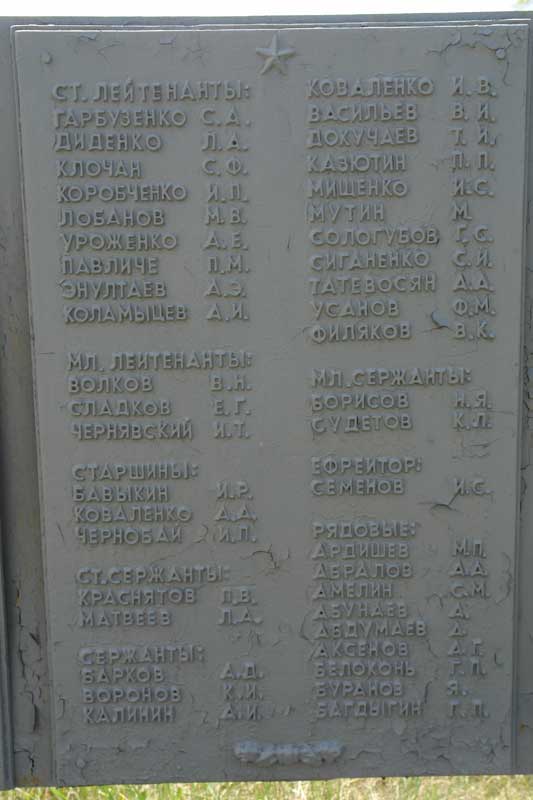 СТ. ЛЕЙТЕНАНТЫ:
ГАРБУЗЕНКО С.А.
ДИДЕНКО Л.А.
КЛОЧАН С.Ф.
КОРОБЧЕНКО И.П.
ЛОБАНОВ М.В.
УРОЖЕНКО А.Е.
ПАВЛИЧЕ П.М.
ЭНУЛТАЕВ А.Э.
КОЛАМЫЦЕВ А.И.
МЛ. ЛЕЙТЕНАНТЫ:
ВОЛКОВ В.Н.
СЛАДКОВ Е.Г.
ЧЕРНЯВСКИЙ И.Т.
СТАРШИНЫ:
БАВЫКИН И.Р.
КОВАЛЕНКО А.А.
ЧЕРНОБАЙ И.П.
СТ.СЕРЖАНТЫ:
КРАСНЯТОВ П.В.
МАТВЕЕВ Л.А.
СЕРЖАНТЫ:
БАРКОВ А.Д.
ВОРОНОВ К.И.
КАЛИНИН А.И.
КОВАЛЕНКО И.В.
ВАСИЛЬЕВ В.И.
ДОКУЧАЕВ Т.И.
КАЗЮТИН П.П.
МИЩЕНКО И.С.
МУТИН М.
СОЛОГУБОВ Г.С.
СИГАНЕНКО С.И.
ТАТЕВОСЯН А.А.
УСАНОВ Ф.М.
ФИЛЯКОВ В.К.
МЛ.СЕРЖАНТЫ:
БОРИСОВ Н.Я.
СУДЕТОВ К.П.
ЕФРЕЙТОР:
СЕМЕНОВ И.С.
РЯДОВЫЕ:
АРДИШЕВ М.П.
АБРАЛОВ А.А.
АМЕЛИН С.М.
АБУНАЕВ А.
АБДУМАЕВ А.
АКСЕНОВ А.Г.
БЕЛОКОНЬ Г.П.
БУРАНОВ Я.
БАГДЫГИН Г.П.